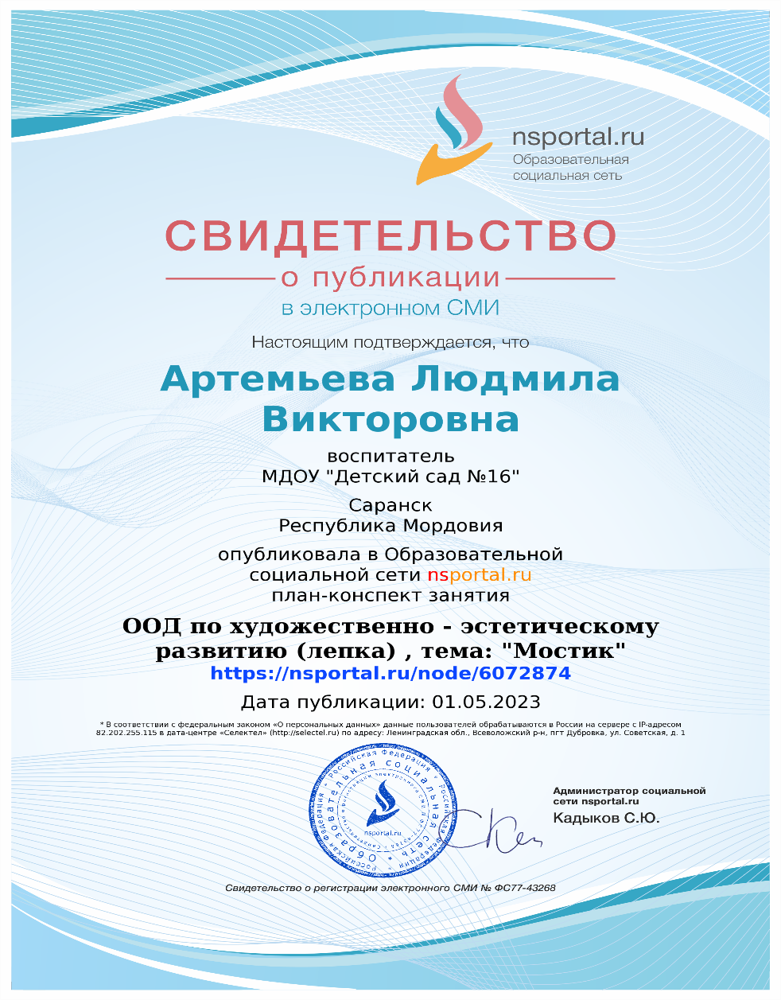 nsportal.ru
Образовательная
социальная сеть
СВИДЕТЕЛЬСТВО
о публикации
в электронном СМИ
Настоящим подтверждается, что
Артемьева Людмила
Викторовна
воспитатель
МДОУ "Детский сад №16"
Саранск
Республика Мордовия
опубликовала в Образовательной
социальной сети nsportal.ru
план-конспект занятия
ООД по художественно - эстетическому
развитию (лепка) , тема: "Мостик"
https://nsportal.ru/node/6072874
Дата публикации: 01.05.2023
* В соответствии с федеральным законом «О персональных данных» данные пользователей обрабатываются в России на сервере с IP-адресом
82.202.255.115 в дата-центре «Селектел» (http://selectel.ru) по адресу: Ленинградская обл., Всеволожский р-н, пгт Дубровка, ул. Советская, д. 1
Российская Федерация
Образовательная социальная сеть
nsportal.ru
Администратор социальной
сети nsportal.ru
Кадыков С.Ю.
Свидетельство о регистрации электронного СМИ № ФС77-43268